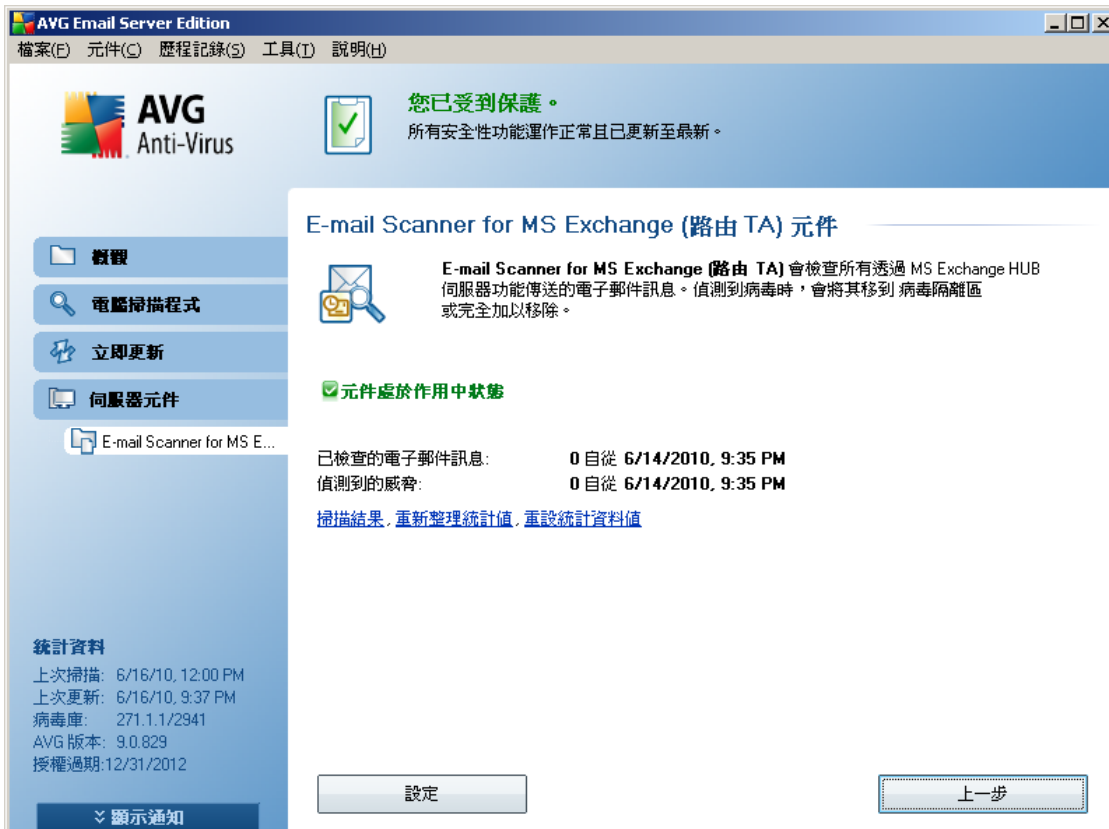 AVG Email Server Edition
檔案(F) 元件(C) 歷程記錄(S) 工具(T) 說明(H)
AVG
Anti-Virus
您已受到保護。
所有安全性功能運作正常且已更新至最新。
概觀
電腦掃描程式
立即更新
伺服器元件
E-mail Scanner for MS E...
E-mail Scanner for MS Exchange (路由 TA) 元件
E-mail Scanner for MS Exchange (路由 TA) 會檢查所有透過 MS Exchange HUB
伺服器功能傳送的電子郵件訊息。偵測到病毒時，會將其移到 病毒隔離區
或完全加以移除。
元件處於作用中狀態
已檢查的電子郵件訊息: 0 自從 6/14/2010, 9:35 PM
偵測到的威脅: 0 自從 6/14/2010, 9:35 PM
掃描結果, 重新整理統計值, 重設統計資料值
統計資料
上次掃描: 6/16/10, 12:00 PM
上次更新: 6/16/10, 9:37 PM
病毒庫: 271.1.1/2941
AVG 版本: 9.0.829
授權過期:12/31/2012
顯示通知
設定
上一步